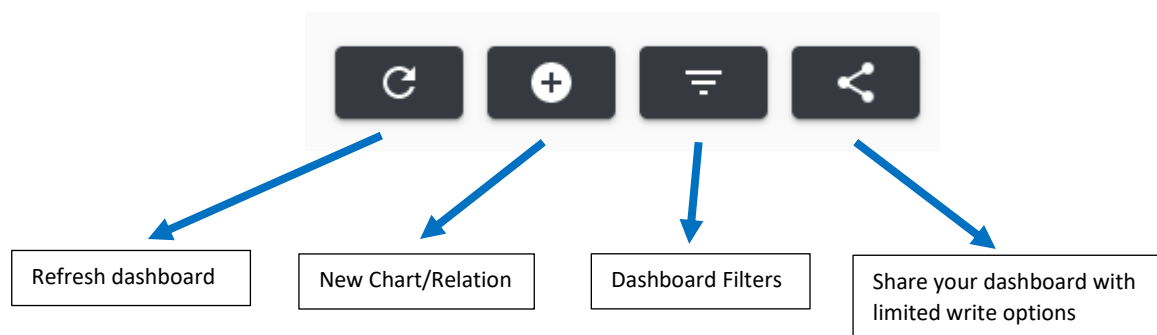 Refresh dashboard
New Chart/Relation
Dashboard Filters
Share your dashboard with
limited write options